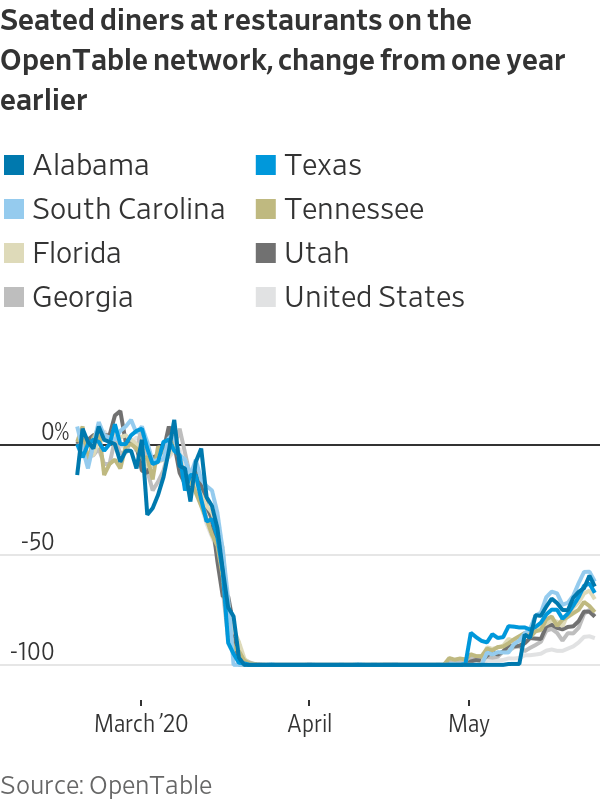 Seated diners at restaurants on the
OpenTable network, change from one year
earlier
Alabama
Texas
South Carolina
Tennessee
Florida
Utah
Georgia
United States
0%
-50
-100
March ’20
April
May
Source: OpenTable